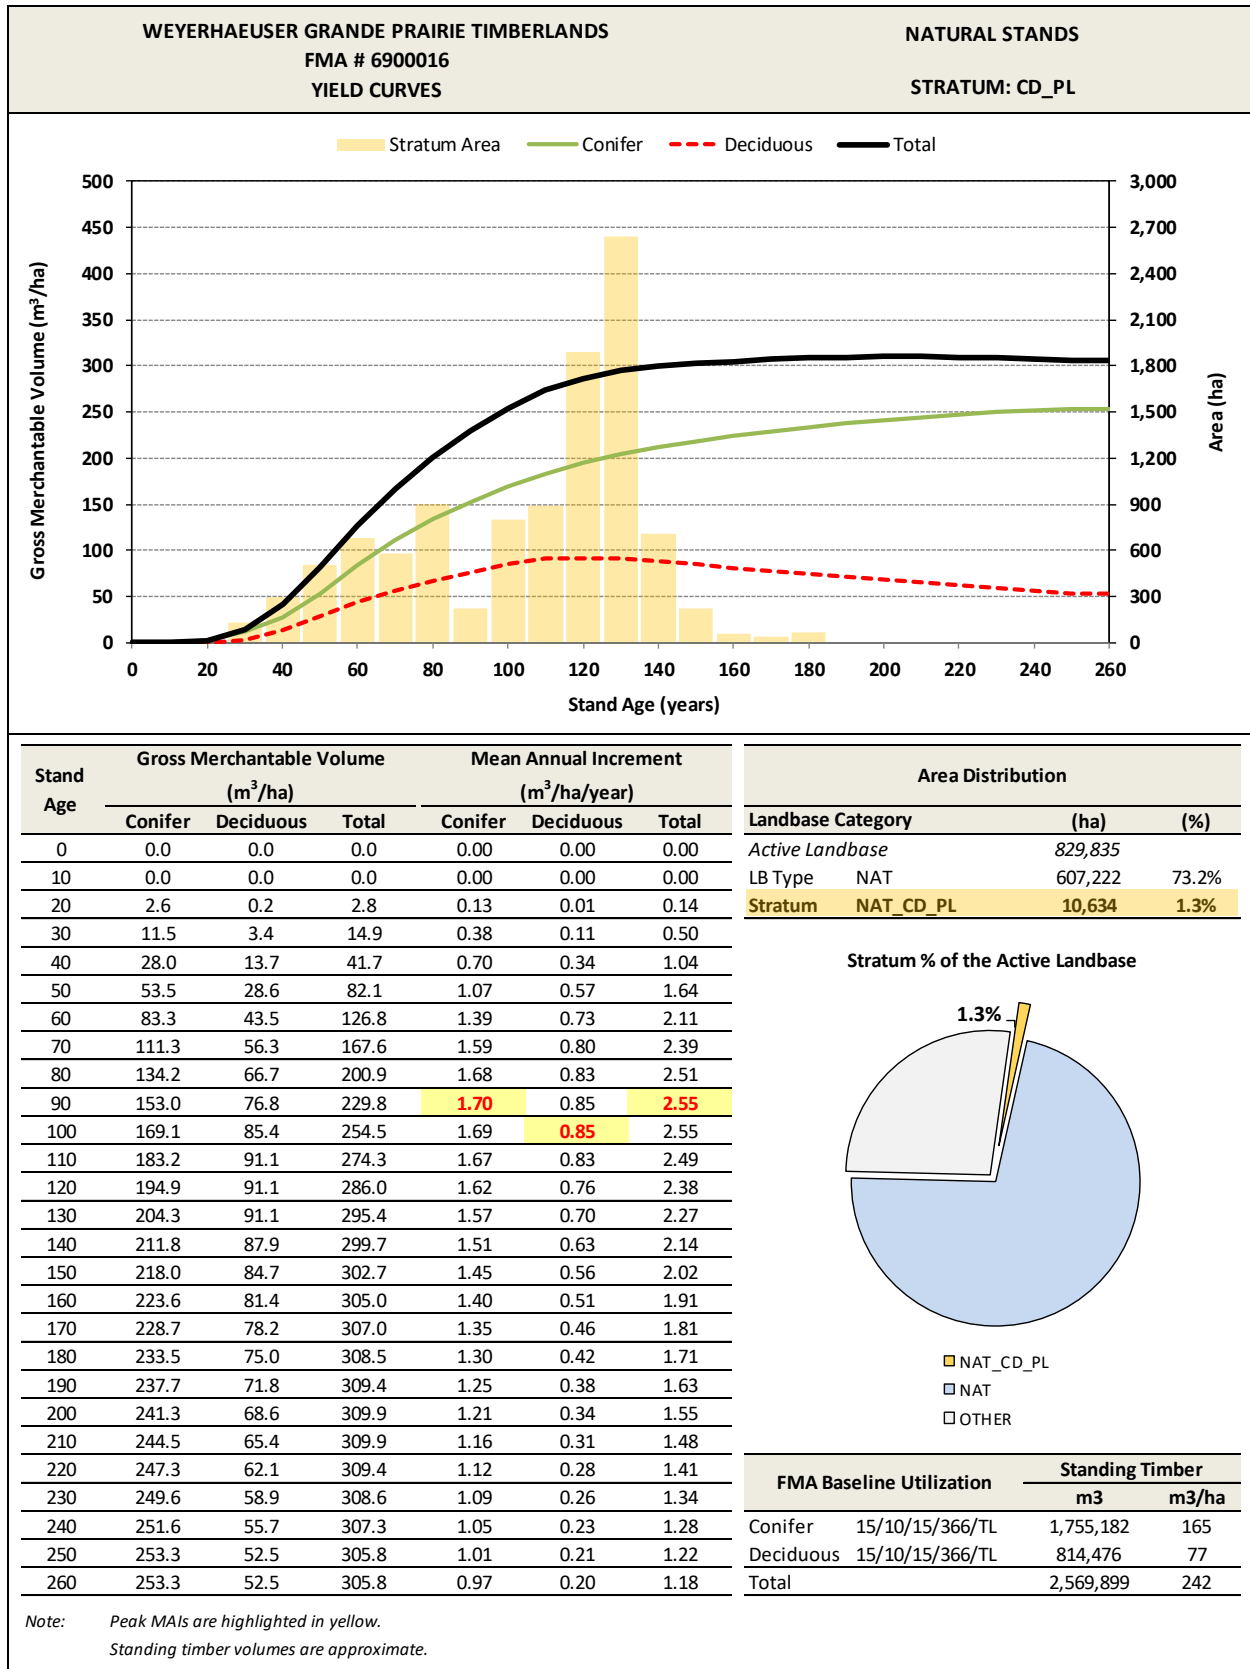 WEYERHAEUSER GRANDE PRAIRIE TIMBERLANDS
FMA # 6900016
YIELD CURVES
NATURAL STANDS
STRATUM: CD_PL
Stratum Area Conifer Deciduous Total
Gross Merchantable Volume (m³/ha)
500
450
400
350
300
250
200
150
100
50
0
3,000
2,700
2,400
2,100
1,800
1,500
1,200
900
600
300
0
Area (ha)
0 20 40 60 80 100 120 140 160 180 200 220 240 260
Stand Age (years)
Stand Age
Gross Merchantable Volume (m³/ha)
Mean Annual Increment (m³/ha/year)
Conifer Deciduous Total Conifer Deciduous Total
0 0.0 0.0 0.0 0.00 0.00 0.00
10 0.0 0.0 0.0 0.00 0.00 0.00
20 2.6 0.2 2.8 0.13 0.01 0.14
30 11.5 3.4 14.9 0.38 0.11 0.50
40 28.0 13.7 41.7 0.70 0.34 1.04
50 53.5 28.6 82.1 1.07 0.57 1.64
60 83.3 43.5 126.8 1.39 0.73 2.11
70 111.3 56.3 167.6 1.59 0.80 2.39
80 134.2 66.7 200.9 1.68 0.83 2.51
90 153.0 76.8 229.8 1.70 0.85 2.55
100 169.1 85.4 254.5 1.69 0.85 2.55
110 183.2 91.1 274.3 1.67 0.83 2.49
120 194.9 91.1 286.0 1.62 0.76 2.38
130 204.3 91.1 295.4 1.57 0.70 2.27
140 211.8 87.9 299.7 1.51 0.63 2.14
150 218.0 84.7 302.7 1.45 0.56 2.02
160 223.6 81.4 305.0 1.40 0.51 1.91
170 228.7 78.2 307.0 1.35 0.46 1.81
180 233.5 75.0 308.5 1.30 0.42 1.71
190 237.7 71.8 309.4 1.25 0.38 1.63
200 241.3 68.6 309.9 1.21 0.34 1.55
210 244.5 65.4 309.9 1.16 0.31 1.48
220 247.3 62.1 309.4 1.12 0.28 1.41
230 249.6 58.9 308.6 1.09 0.26 1.34
240 251.6 55.7 307.3 1.05 0.23 1.28
250 253.3 52.5 305.8 1.01 0.21 1.22
260 253.3 52.5 305.8 0.97 0.20 1.18
Area Distribution
Landbase Category (ha) (%)
Active Landbase 829,835
LB Type NAT 607,222 73.2%
Stratum NAT_CD_PL 10,634 1.3%
Stratum % of the Active Landbase
1.3%
NAT_CD_PL
NAT
OTHER
FMA Baseline Utilization
Standing Timber
m3 m3/ha
Conifer 15/10/15/366/TL 1,755,182 165
Deciduous 15/10/15/366/TL 814,476 77
Total 2,569,899 242
Note: Peak MAIs are highlighted in yellow.
Standing timber volumes are approximate.